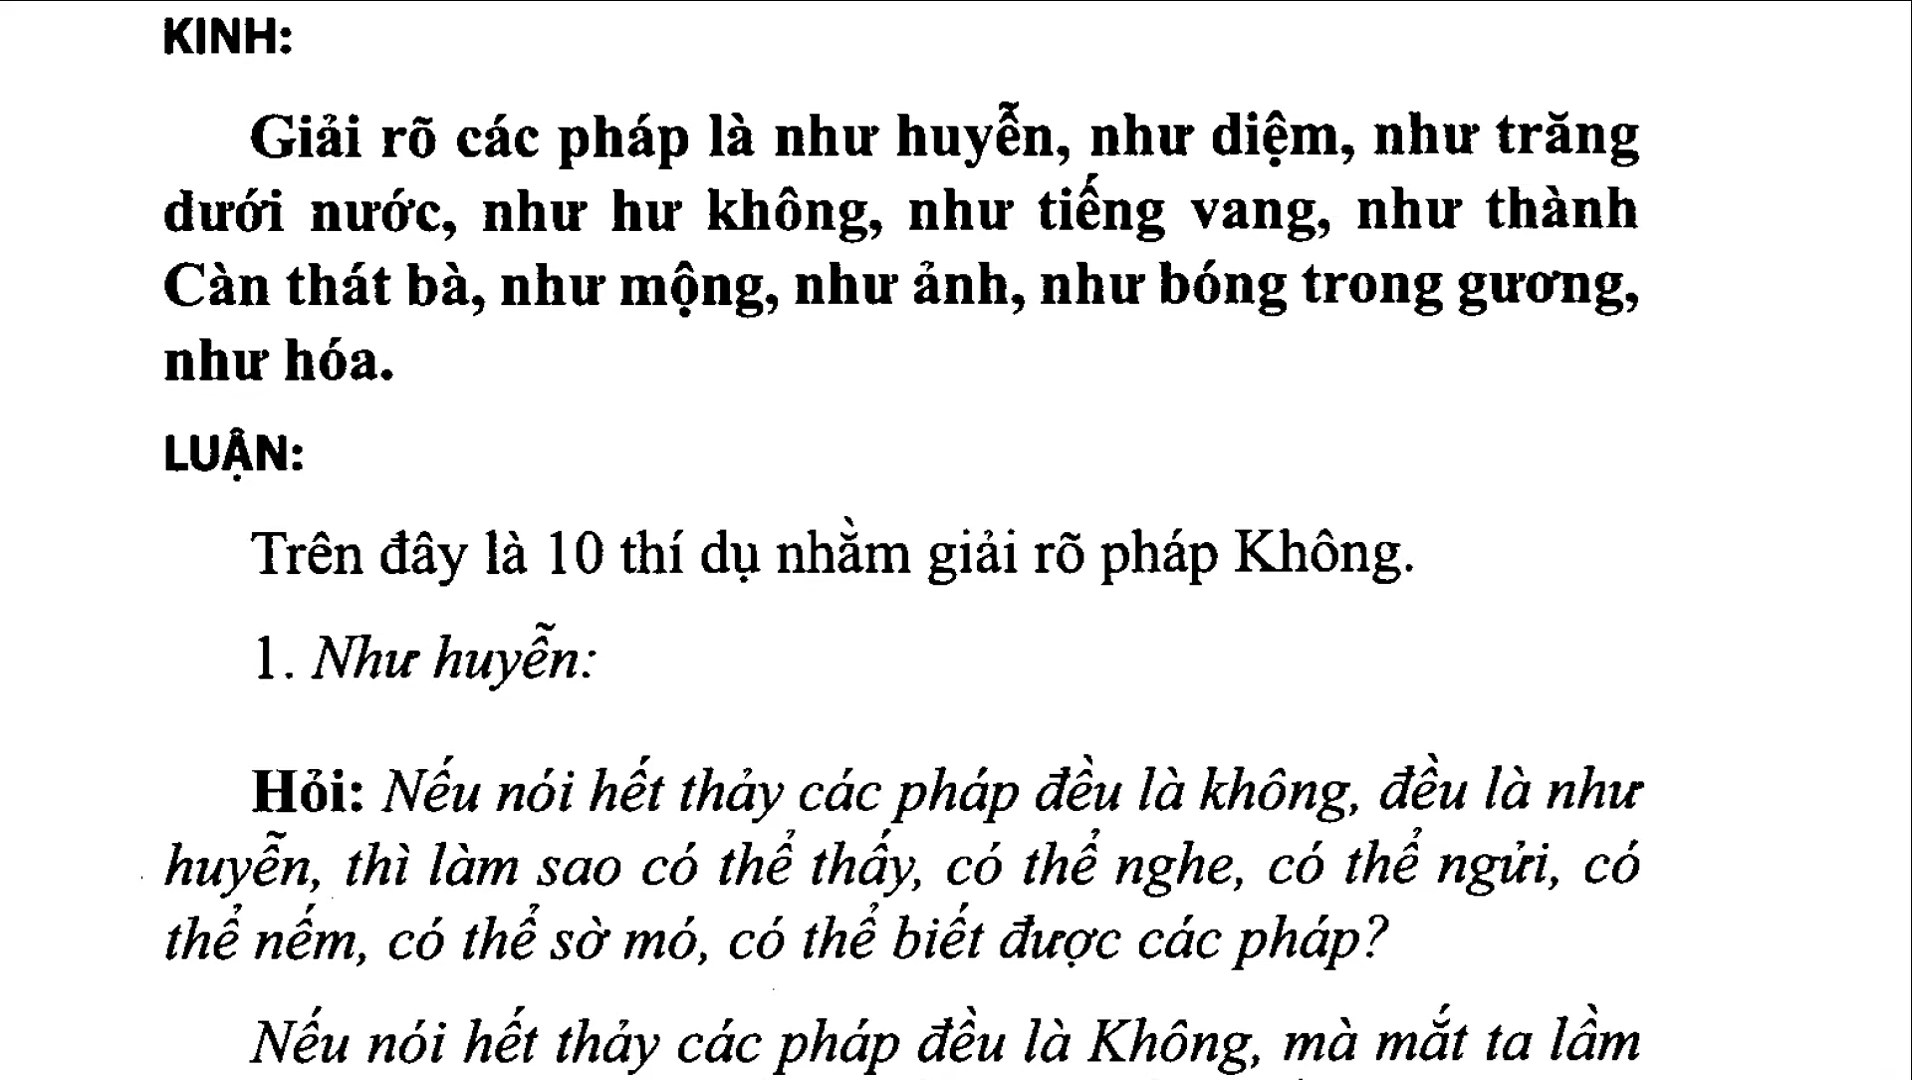 KINH:
Giải rõ các pháp là như huyễn, như diệm, như trăng
dưới nước, như hư không, như tiếng vang, như thành
Càn thát bà, như mộng, như ảnh, như bóng trong gương,
như hóa.
LUẬN:
Trên đây là 10 thí dụ nhằm giải rõ pháp Không.
1. Như huyễn:
Hỏi: Nếu nói hết thảy các pháp đều là không, đều là như
huyễn, thì làm sao có thể thấy, có thể nghe, có thể ngửi, có
thể nếm, có thể sờ mó, có thể biết được các pháp?
Nếu nói hết thảy các pháp đều là Không, mà mắt ta lầm